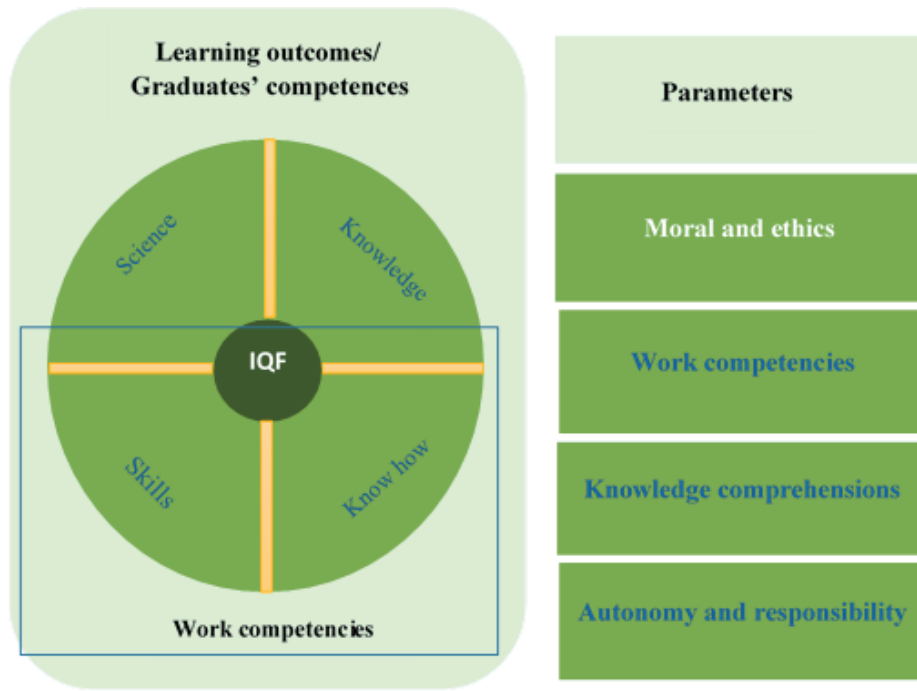 Learning outcomes/
Graduates’ competences
Science
Knowledge
IQF
Skills
Know how
Work competencies
Parameters
Moral and ethics
Work competencies
Knowledge comprehensions
Autonomy and responsibility